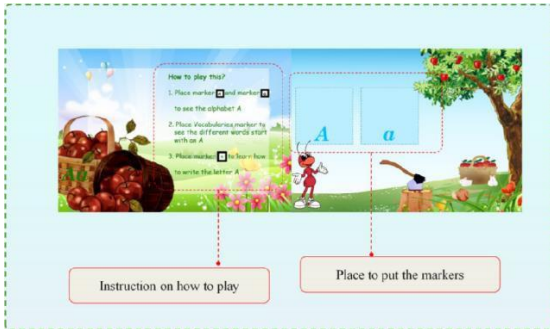 How to play this?
1. Place marker and marker
to see the alphabet A
2. Place Vocabularies marker to
see the different words start
with an A
3. Place marker to learn how
to write the letter A
Aa
A a
Instruction on how to play
Place to put the markers